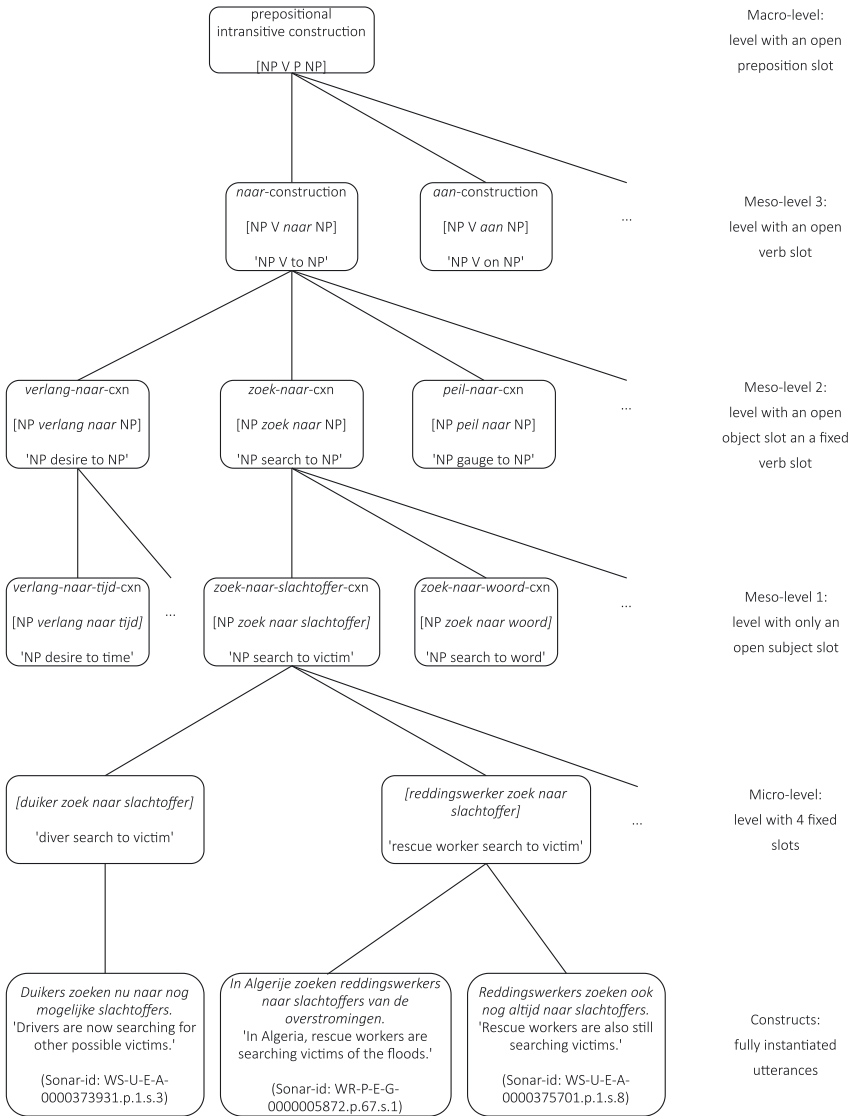 prepositional
intransitive construction
[NP V P NP]
Macro-level:
level with an open
preposition slot
naar-construction
[NP V naar NP]
'NP V to NP'
aan-construction
[NP V aan NP]
'NP V on NP'
...
Meso-level 3:
level with an open
verb slot
verlang-naar-cxn
[NP verlang naar NP]
'NP desire to NP'
zoek-naar-cxn
[NP zoek naar NP]
'NP search to NP'
peil-naar-cxn
[NP peil naar NP]
'NP gauge to NP'
...
Meso-level 2:
level with an open
object slot an a fixed
verb slot
verlang-naar-tijd-cxn
[NP verlang naar tijd]
'NP desire to time'
...
zoek-naar-slachtoffer-cxn
[NP zoek naar slachtoffer]
'NP search to victim'
zoek-naar-woord-cxn
[NP zoek naar woord]
'NP search to word'
...
Meso-level 1:
level with only an
open subject slot
[duiker zoek naar slachtoffer]
'diver search to victim'
[reddingswerker zoek naar
slachtoffer]
'rescue worker search to victim'
...
Micro-level:
level with 4 fixed
slots
Duikers zoeken nu naar nog
mogelijke slachtoffers.
'Drivers are now searching for
other possible victims.'
(Sonar-id: WS-U-E-A-
0000373931.p.1.s.3)
In Algerije zoeken reddingswerkers
naar slachtoffers van de
overstromingen.
'In Algeria, rescue workers are
searching victims of the floods.'
(Sonar-id: WR-P-E-G-
0000005872.p.67.s.1)
Reddingswerkers zoeken ook
nog altijd naar slachtoffers.
'Rescue workers are also still
searching victims.'
(Sonar-id: WS-U-E-A-
0000375701.p.1.s.8)
Constructs:
fully instantiated
utterances